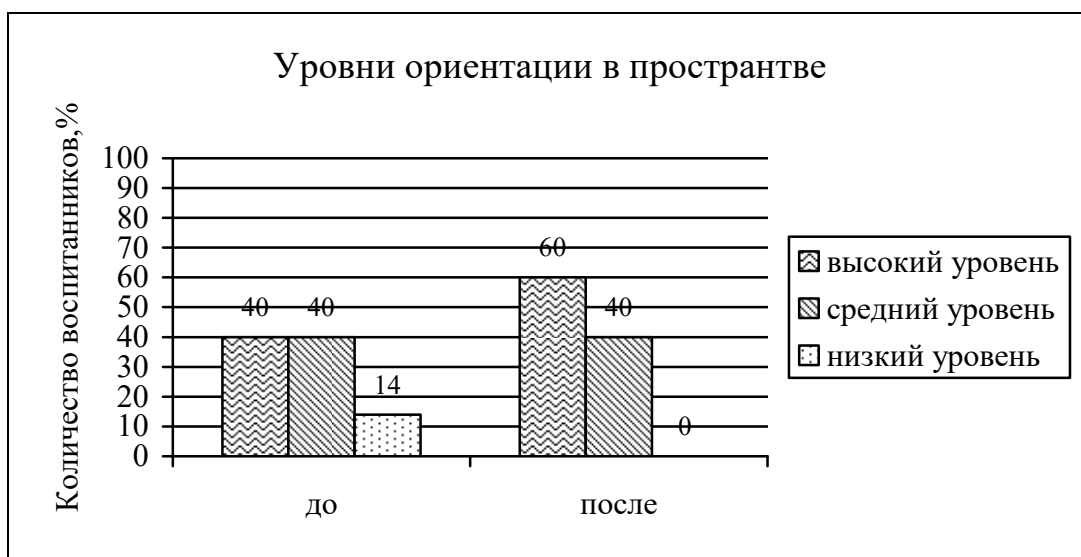 Уровни ориентации в пространтве
Количество воспитанников,%
100
90
80
70
60
50
40
30
20
10
0
40
40
14
60
40
0
до
после
высокий уровень
средний уровень
низкий уровень